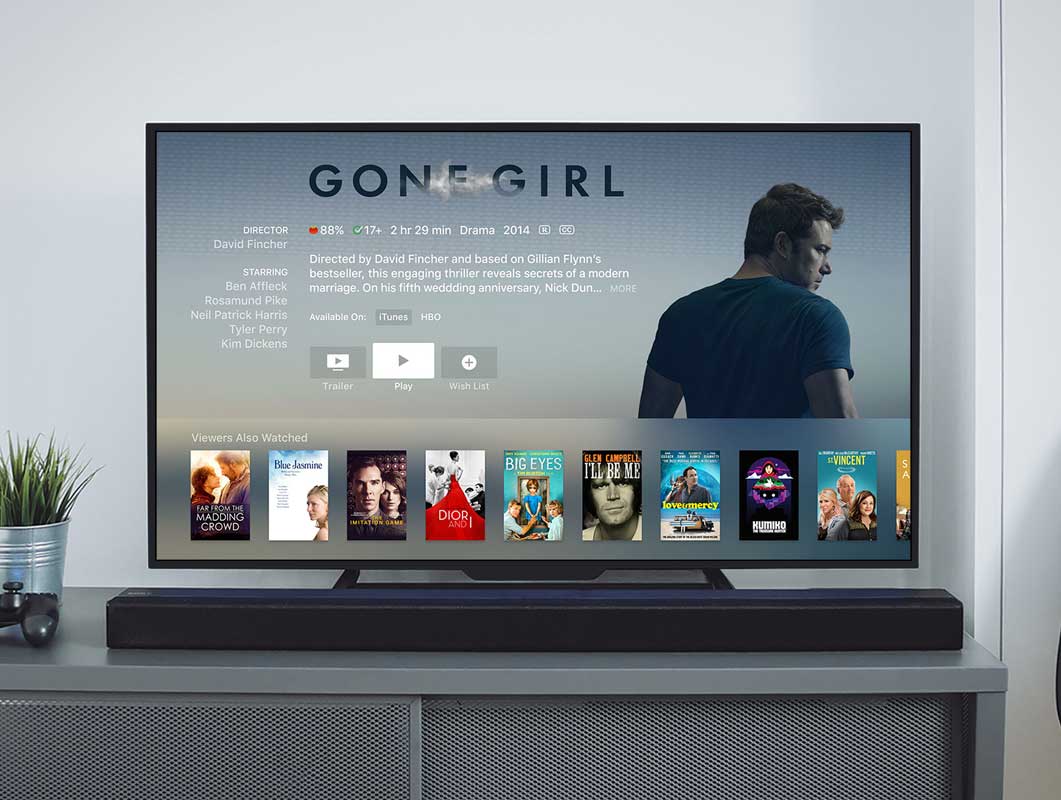 GONE GIRL
DIRECTOR
David Fincher
STARRING
Ben Affleck
Rosamund Pike
Neil Patrick Harris
Tyler Perry
Kim Dickens
88% 17+ 2 hr 29 min Drama 2014 R CC
Directed by David Fincher and based on Gillian Flynn's
bestseller, this engaging thriller reveals secrets of a modern
marriage. On his fifth weddding anniversary, Nick Dun... MORE
Available On: iTunes HBO
Trailer
Play
Wish List
Viewers Also Watched
FAR FROM THE
MADDING
CROWD
Blue Jasmine
THE
IMITATION GAME
DIOR
AND I
BIG EYES
GLEN CAMPBELL
I'LL BE ME
love&mercy
KUMIKO
THE TREASURE HUNTER
ST. VINCENT
S
A